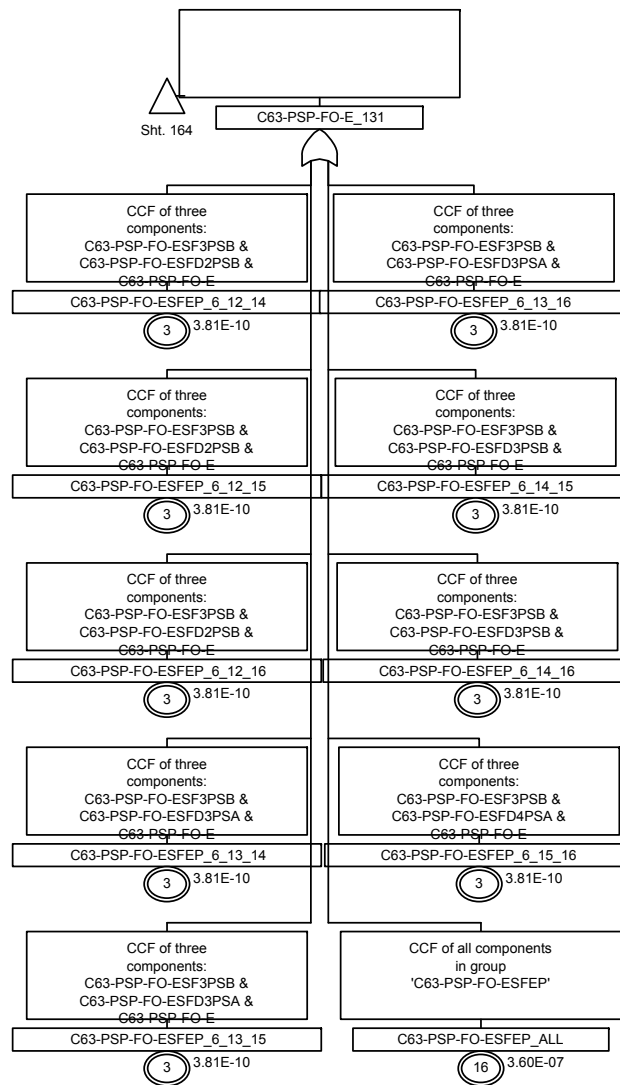 Sht. 164
C63-PSP-FO-E_131
CCF of three
components:
C63-PSP-FO-ESF3PSB &
C63-PSP-FO-ESFD2PSB &
C63-PSP-FO-E
C63-PSP-FO-ESFEP_6_12_14
3
3.81E-10
CCF of three
components:
C63-PSP-FO-ESF3PSB &
C63-PSP-FO-ESFD3PSA &
C63-PSP-FO-E
C63-PSP-FO-ESFEP_6_13_16
3
3.81E-10
CCF of three
components:
C63-PSP-FO-ESF3PSB &
C63-PSP-FO-ESFD2PSB &
C63-PSP-FO-E
C63-PSP-FO-ESFEP_6_12_15
3
3.81E-10
CCF of three
components:
C63-PSP-FO-ESF3PSB &
C63-PSP-FO-ESFD3PSB &
C63-PSP-FO-E
C63-PSP-FO-ESFEP_6_14_15
3
3.81E-10
CCF of three
components:
C63-PSP-FO-ESF3PSB &
C63-PSP-FO-ESFD2PSB &
C63-PSP-FO-E
C63-PSP-FO-ESFEP_6_12_16
3
3.81E-10
CCF of three
components:
C63-PSP-FO-ESF3PSB &
C63-PSP-FO-ESFD3PSB &
C63-PSP-FO-E
C63-PSP-FO-ESFEP_6_14_16
3
3.81E-10
CCF of three
components:
C63-PSP-FO-ESF3PSB &
C63-PSP-FO-ESFD3PSA &
C63-PSP-FO-E
C63-PSP-FO-ESFEP_6_13_14
3
3.81E-10
CCF of three
components:
C63-PSP-FO-ESF3PSB &
C63-PSP-FO-ESFD4PSA &
C63-PSP-FO-E
C63-PSP-FO-ESFEP_6_15_16
3
3.81E-10
CCF of three
components:
C63-PSP-FO-ESF3PSB &
C63-PSP-FO-ESFD3PSA &
C63-PSP-FO-E
C63-PSP-FO-ESFEP_6_13_15
3
3.81E-10
CCF of all components
in group
'C63-PSP-FO-ESFEP'
C63-PSP-FO-ESFEP_ALL
16
3.60E-07